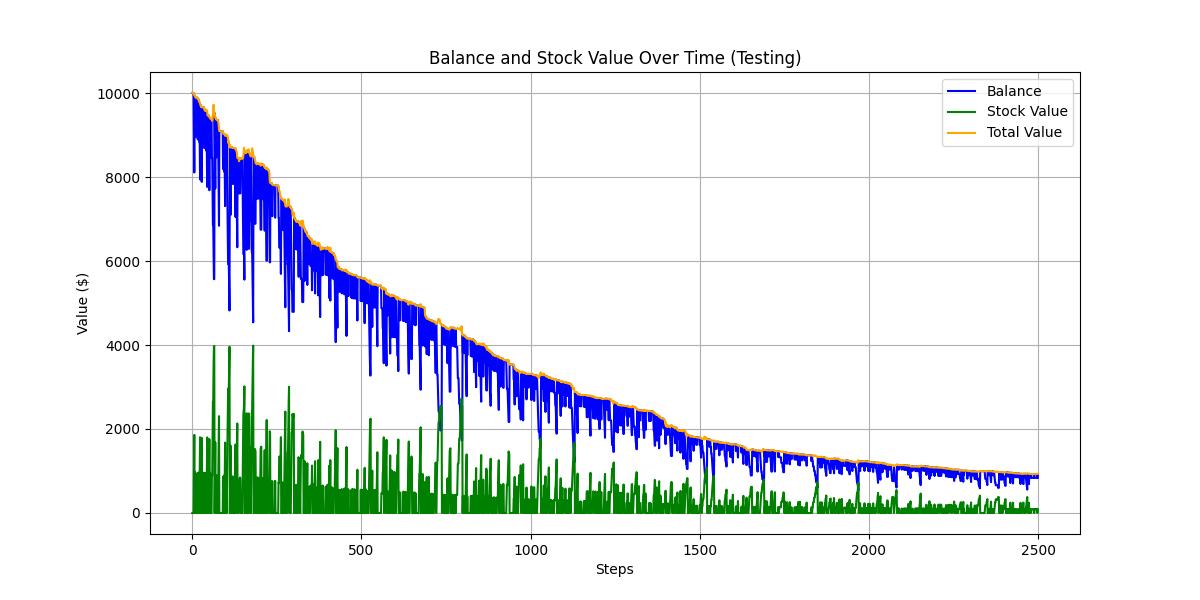 Balance and Stock Value Over Time (Testing)
Balance
Stock Value
Total Value
10000
8000
6000
4000
2000
0
Value ($)
0 500 1000 1500 2000 2500
Steps